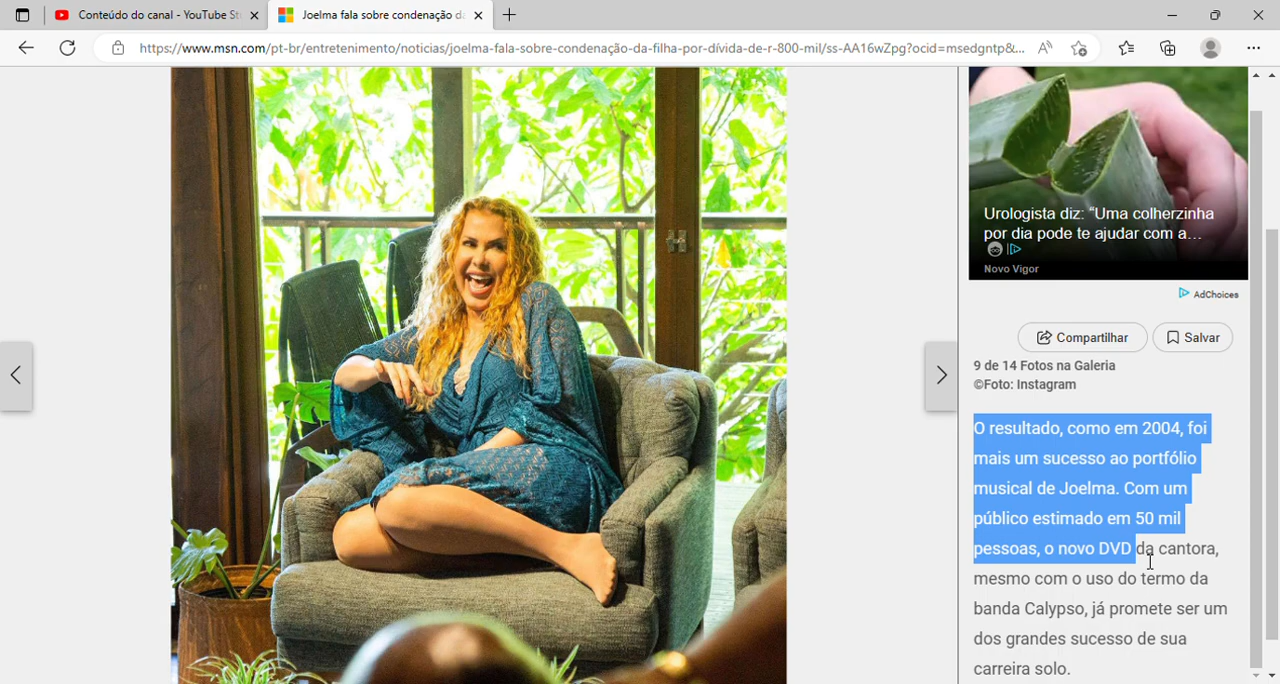 Conteúdo do canal - YouTube St
Joelma fala sobre condenação da
https://www.msn.com/pt-br/entretenimento/noticias/joelma-fala-sobre-condenação-da-filha-por-dívida-de-r-800-mil/ss-AA16wZpg?ocid=msedgntp&...
Urologista diz: “Uma colherzinha
por dia pode te ajudar com a...
Novo Vigor
AdChoices
Compartilhar
Salvar
9 de 14 Fotos na Galeria
©Foto: Instagram
O resultado, como em 2004, foi
mais um sucesso ao portfólio
musical de Joelma. Com um
público estimado em 50 mil
pessoas, o novo DVD da cantora,
mesmo com o uso do termo da
banda Calypso, já promete ser um
dos grandes sucesso de sua
carreira solo.